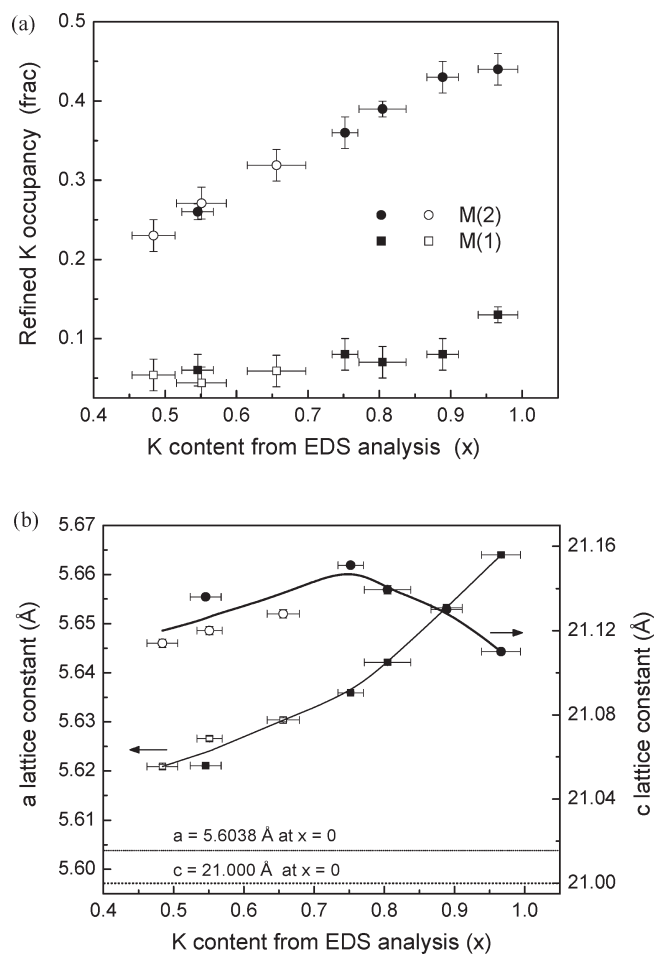 (a)
0.5
0.4
0.3
0.2
0.1
Refined K occupancy (frac)
M(2)
M(1)
0.4 0.5 0.6 0.7 0.8 0.9 1.0
K content from EDS analysis (x)
(b)
5.67
5.66
5.65
5.64
5.63
5.62
5.61
5.60
a lattice constant (Å)
21.16
21.12
21.08
21.04
21.00
c lattice constant (Å)
a = 5.6038 Å at x = 0
c = 21.000 Å at x = 0
0.4 0.5 0.6 0.7 0.8 0.9 1.0
K content from EDS analysis (x)